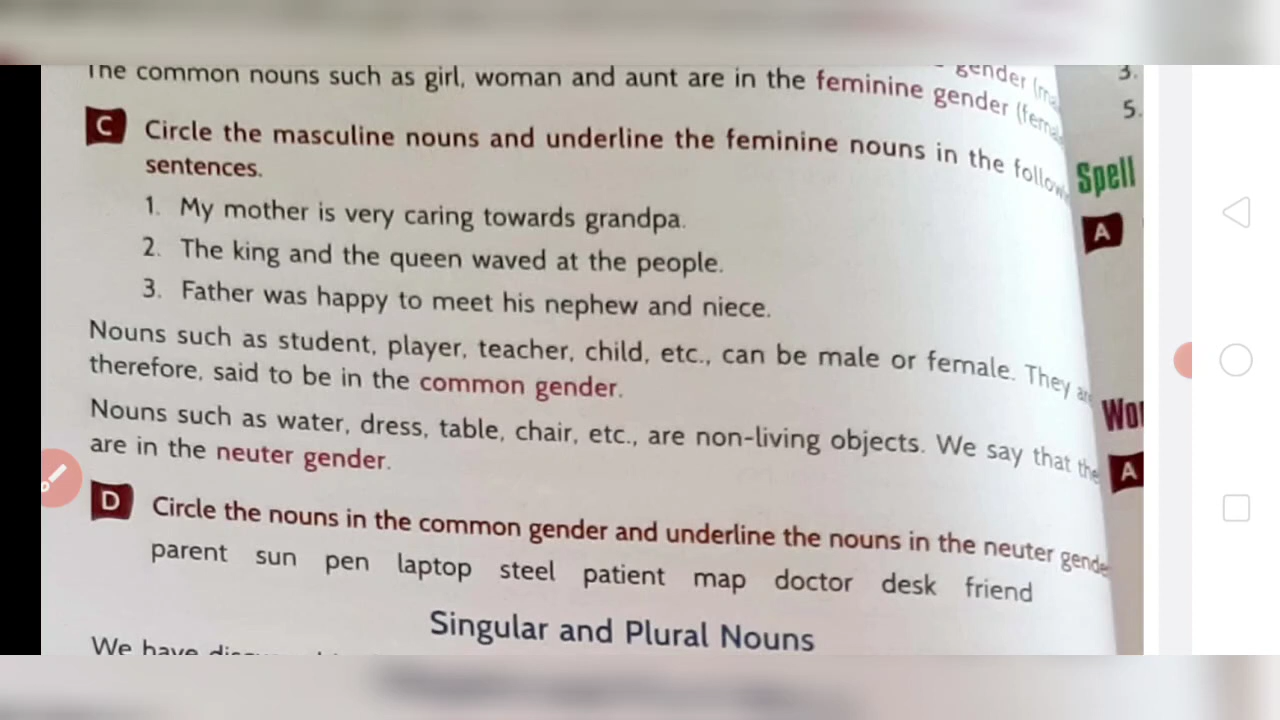 The common nouns such as girl, woman and aunt are in the feminine gender
gender
C Circle the masculine nouns and underline the feminine nouns in the
sentences.
1. My mother is very caring towards grandpa.
2. The king and the queen waved at the people.
3. Father was happy to meet his nephew and niece.
Nouns such as student, player, teacher, child, etc., can be male or female. They
therefore, said to be in the common gender.
Nouns such as water, dress, table, chair, etc., are non-living objects. We say that
are in the neuter gender.
D Circle the nouns in the common gender and underline the nouns in the neuter
parent sun pen laptop steel patient map doctor desk friend
Singular and Plural Nouns
We have
3.
5.
Spell
A
A